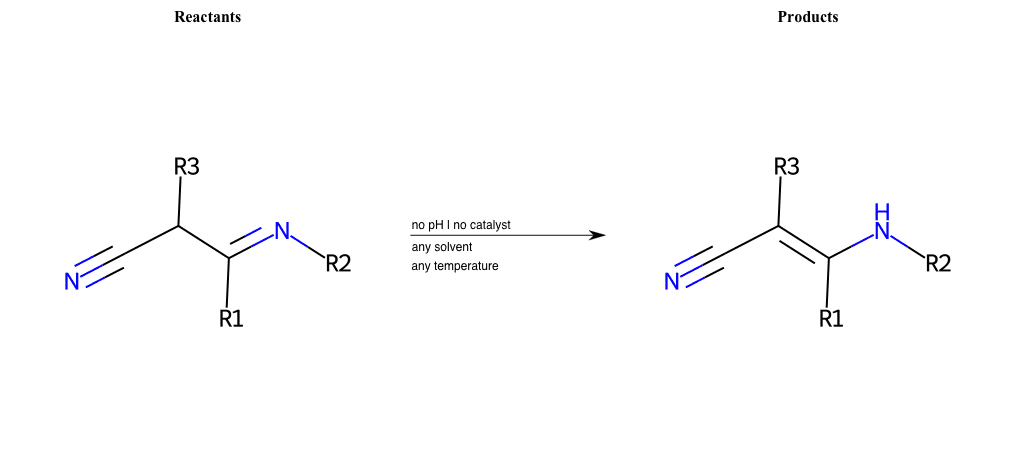 Reactants
Products
R3
N
R2
N
R1
no pH | no catalyst
any solvent
any temperature
R3
H
N
R2
N
R1